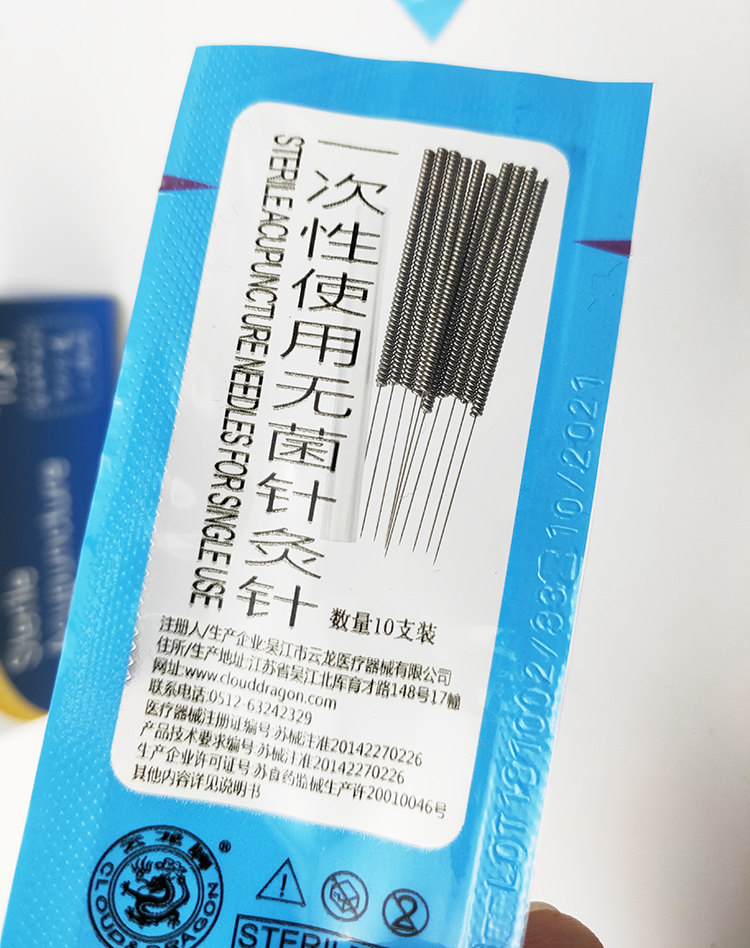 一次性使用无菌针灸针
STERILE ACUPUNCTURE NEEDLES FOR SINGLE USE
数量10支装
注册人/生产企业:吴江市云龙医疗器械有限公司
住所/生产地址:江苏省吴江北厍育才路148号17幢
网址:www.clouddragon.com
联系电话:0512-63242329
医疗器械注册证编号:苏械注准20142270226
产品技术要求编号:苏械注准20142270226
生产企业许可证号:苏食药监械生产许20010046号
其他内容详见说明书
LOT181002/83
10/2021
云龙牌
®
CLOUD & DRAGON
2
STERILE
Sterile